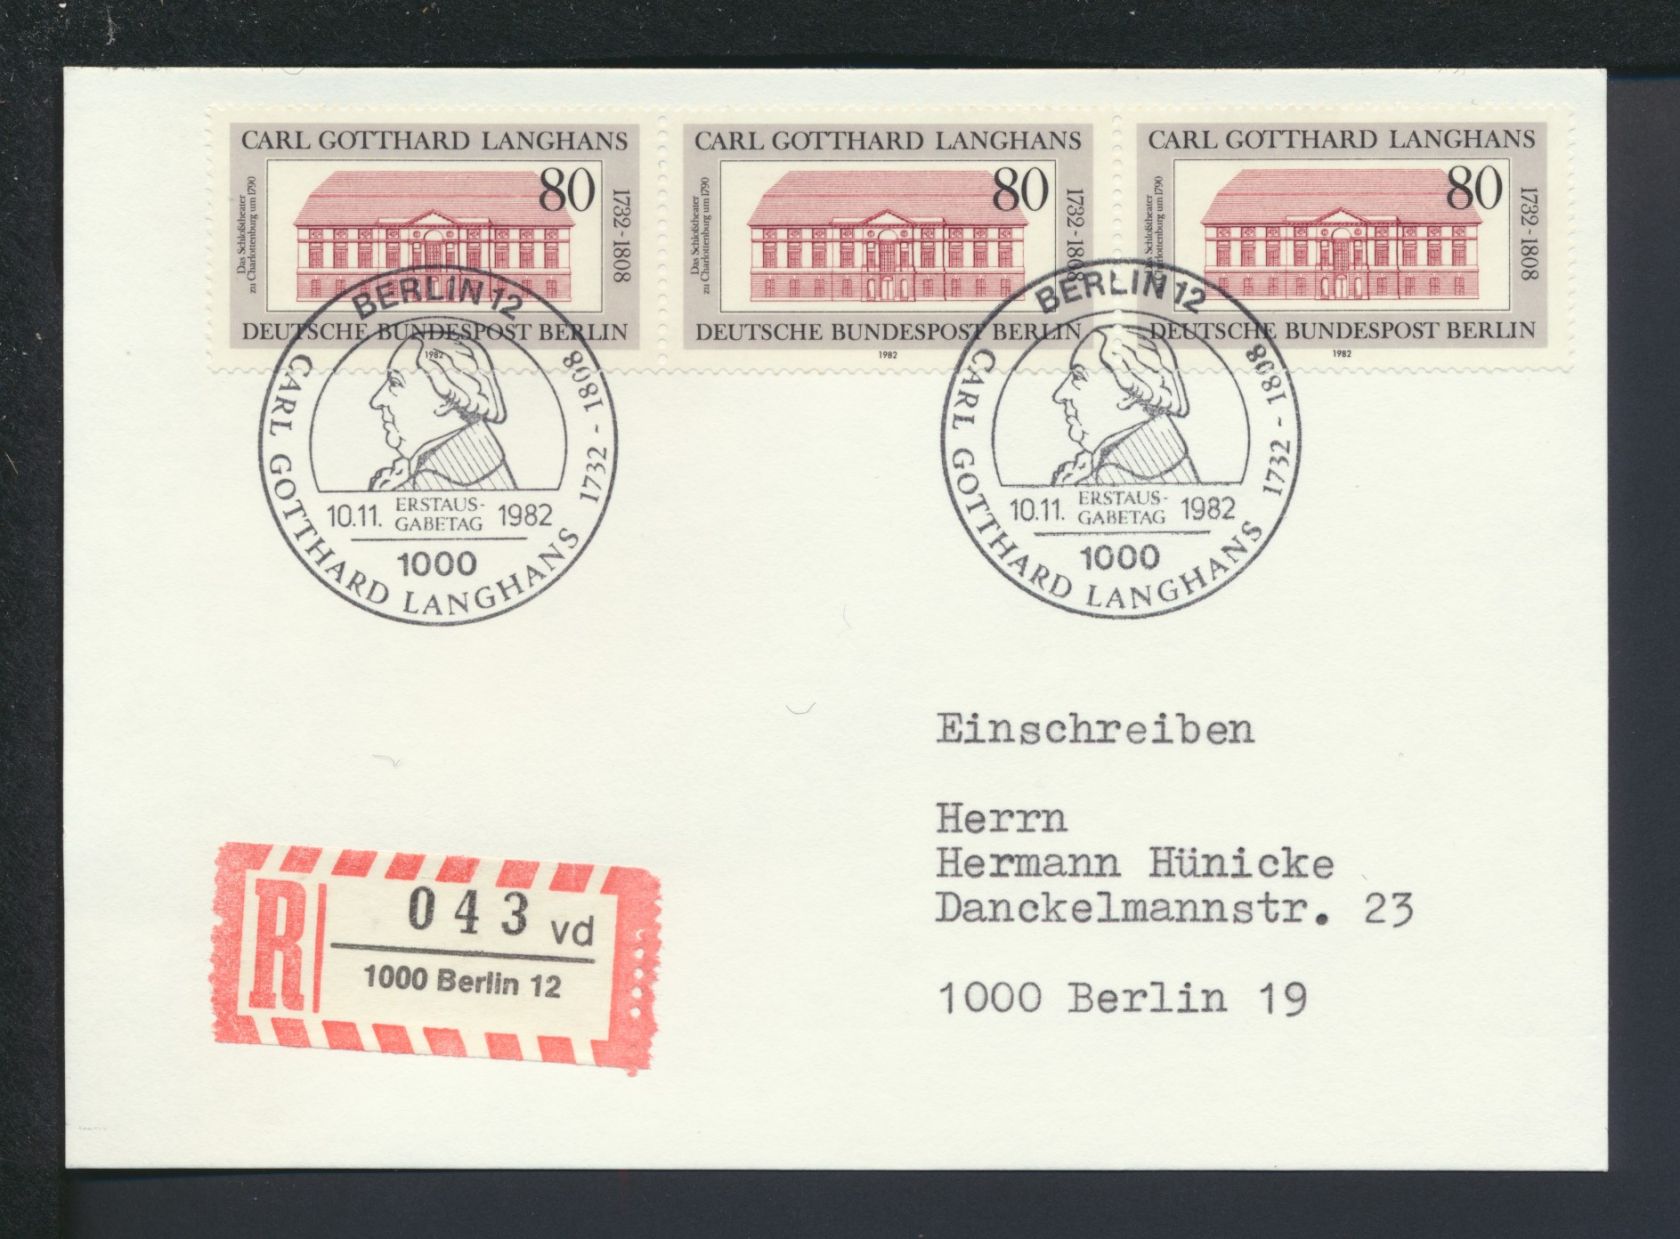 CARL GOTTHARD LANGHANS
80
Das Schloßtheater
zu Charlottenburg um 1790
1732-1808
DEUTSCHE BUNDESPOST BERLIN
1982
CARL GOTTHARD LANGHANS
80
Das Schloßtheater
zu Charlottenburg um 1790
1732-1808
DEUTSCHE BUNDESPOST BERLIN
1982
CARL GOTTHARD LANGHANS
80
Das Schloßtheater
zu Charlottenburg um 1790
1732-1808
DEUTSCHE BUNDESPOST BERLIN
1982
BERLIN 12
10.11. ERSTAUS- 1982
GABETAG
1000
CARL GOTTHARD LANGHANS 1732 - 1808
BERLIN 12
10.11. ERSTAUS- 1982
GABETAG
1000
CARL GOTTHARD LANGHANS 1732 - 1808
Einschreiben
Herrn
Hermann Hünicke
Danckelmannstr. 23
1000 Berlin 19
R
043 vd
1000 Berlin 12